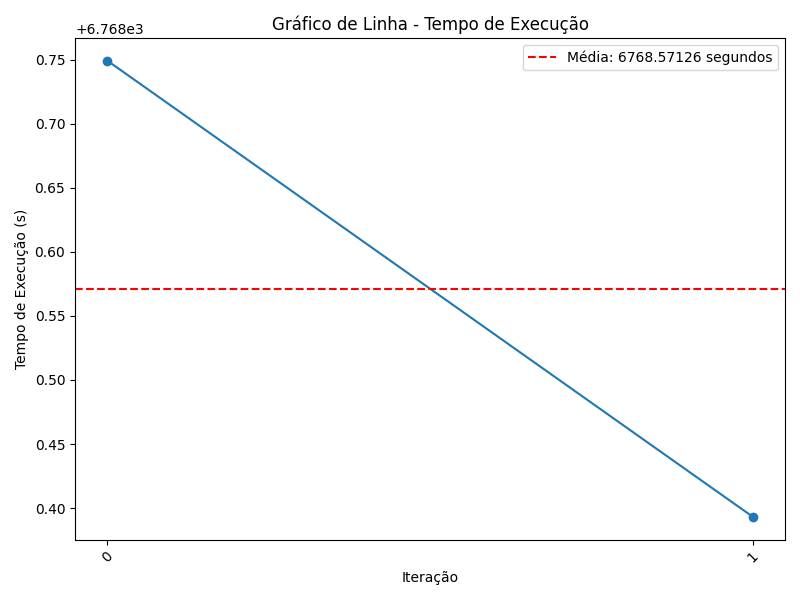 Gráfico de Linha - Tempo de Execução
+6.768e3
Média: 6768.57126 segundos
0.75
0.70
0.65
0.60
0.55
0.50
0.45
0.40
Tempo de Execução (s)
0
1
Iteração